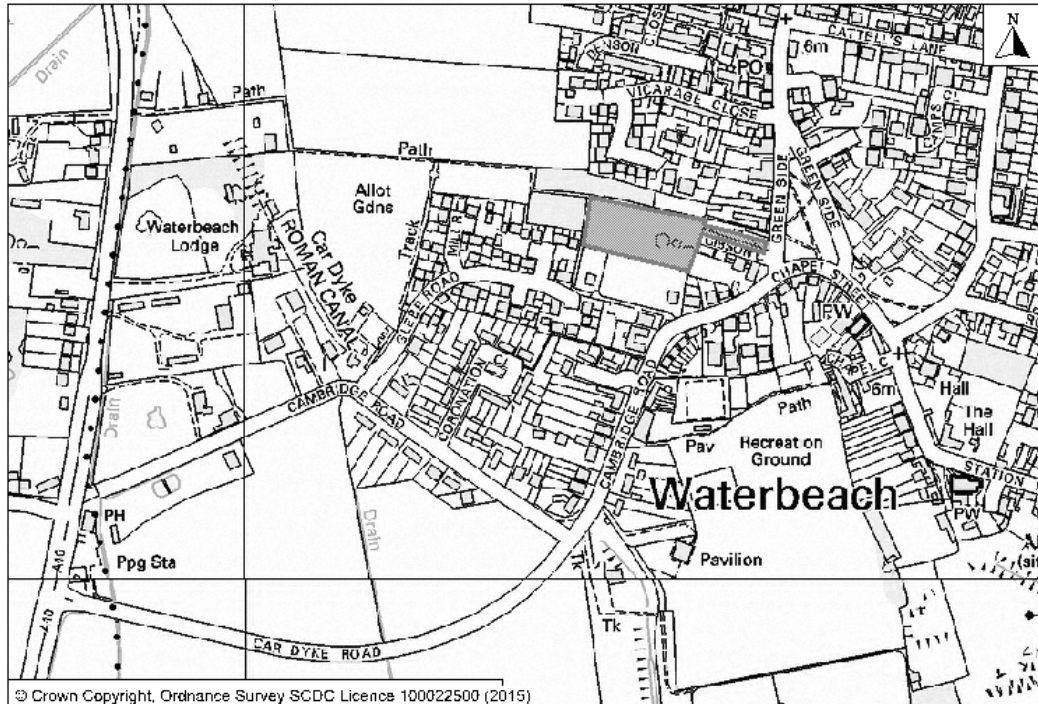 N
Drain
DENSON
CLOSE
6m
CATTELL'S LANE
PO
VICARAGE CLOSE
Path
Path
GREEN SIDE
GREEN SIDE
Allot
Gdns
Waterbeach
Lodge
Car Dyke
ROMAN CANAL
Track
GLEBE ROAD
CHAPEL STREET
PW
CAMBRIDGE ROAD
CAMBRIDGE ROAD
CORONATION
CAMBRIDGE ROAD
6m
Hall
The
Hall
Path
Pav
Recreation
Ground
Waterbeach
STATION
PW
Drain
Drain
PH
Ppg Sta
Pavilion
A10
A10
Tk
Tk
CAR DYKE ROAD
© Crown Copyright, Ordnance Survey SCDC Licence 100022500 (2015)